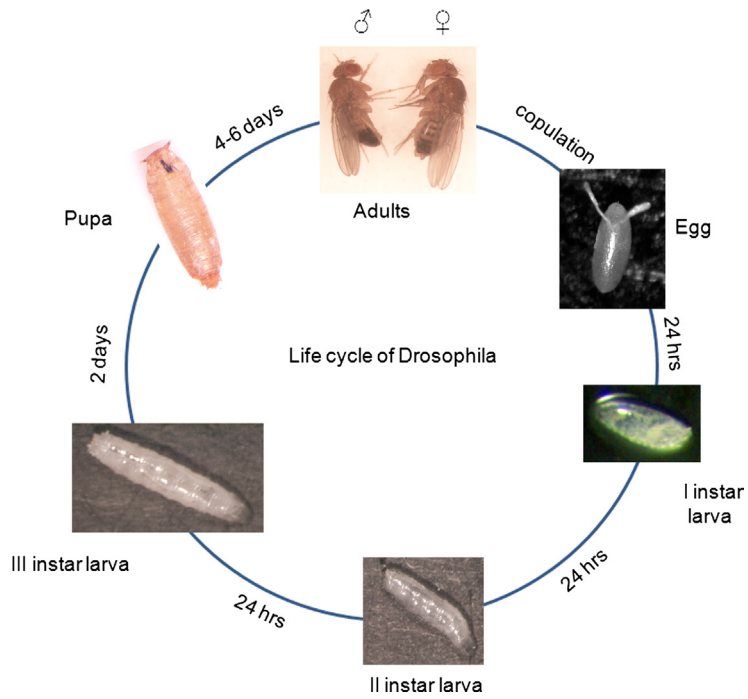 ♂ ♀
4-6 days
copulation
Adults
Pupa
Egg
24 hrs
2 days
Life cycle of Drosophila
I instar
larva
III instar larva
24 hrs
24 hrs
II instar larva